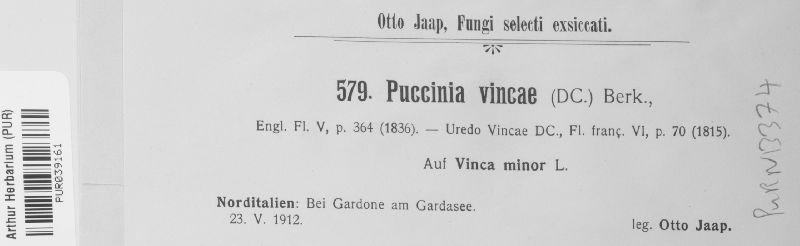 Otto Jaap, Fungi selecti exsiccati.
579. Puccinia vincae (DC.) Berk.,
Engl. Fl. V, p. 364 (1836). — Uredo Vincae DC., Fl. franç. VI, p. 70 (1815).
Auf Vinca minor L.
Norditalien: Bei Gardone am Gardasee.
23. V. 1912.
leg. Otto Jaap.
Arthur Herbarium (PUR)
PUR039161
PURN3374